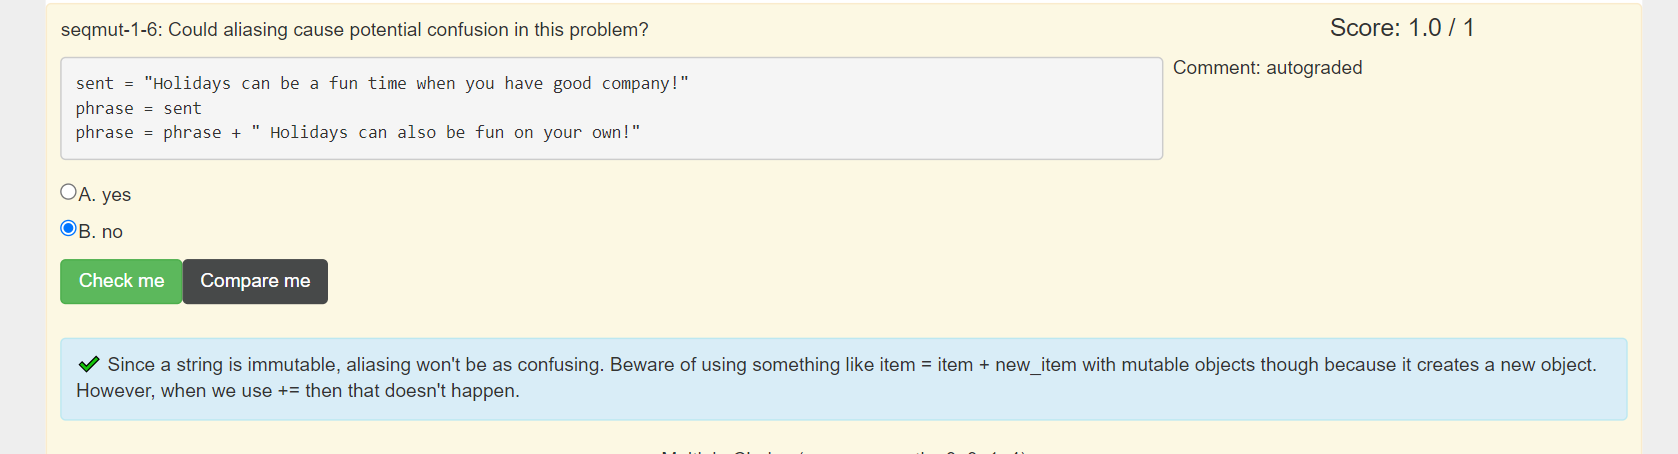 seqmut-1-6: Could aliasing cause potential confusion in this problem?
Score: 1.0 / 1
Comment: autograded
sent = "Holidays can be a fun time when you have good company!"
phrase = sent
phrase = phrase + " Holidays can also be fun on your own!"
A. yes
B. no
Check me
Compare me
Since a string is immutable, aliasing won't be as confusing. Beware of using something like item = item + new_item with mutable objects though because it creates a new object.
However, when we use += then that doesn't happen.